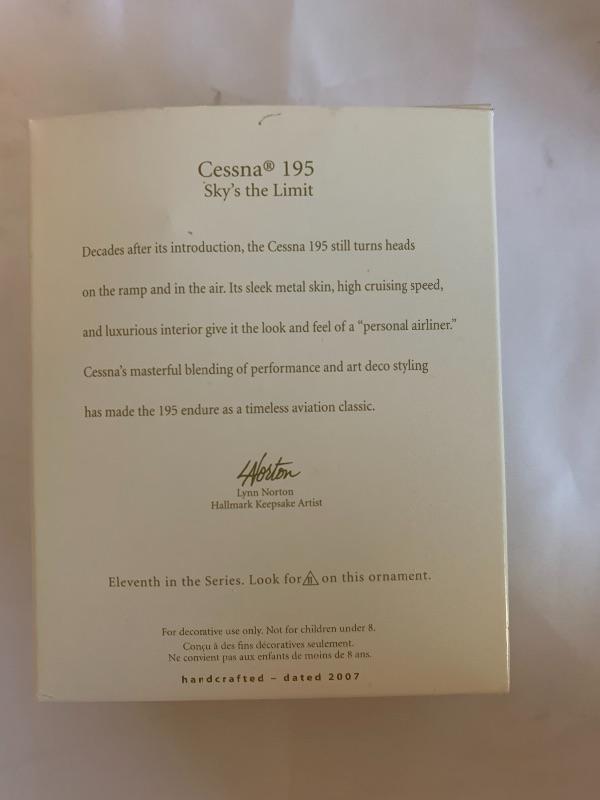 Cessna® 195
Sky's the Limit
Decades after its introduction, the Cessna 195 still turns heads
on the ramp and in the air. Its sleek metal skin, high cruising speed,
and luxurious interior give it the look and feel of a “personal airliner.”
Cessna's masterful blending of performance and art deco styling
has made the 195 endure as a timeless aviation classic.
LNorton
Lynn Norton
Hallmark Keepsake Artist
Eleventh in the Series. Look for 11 on this ornament.
For decorative use only. Not for children under 8.
Conçu à des fins décoratives seulement.
Ne convient pas aux enfants de moins de 8 ans.
handcrafted – dated 2007